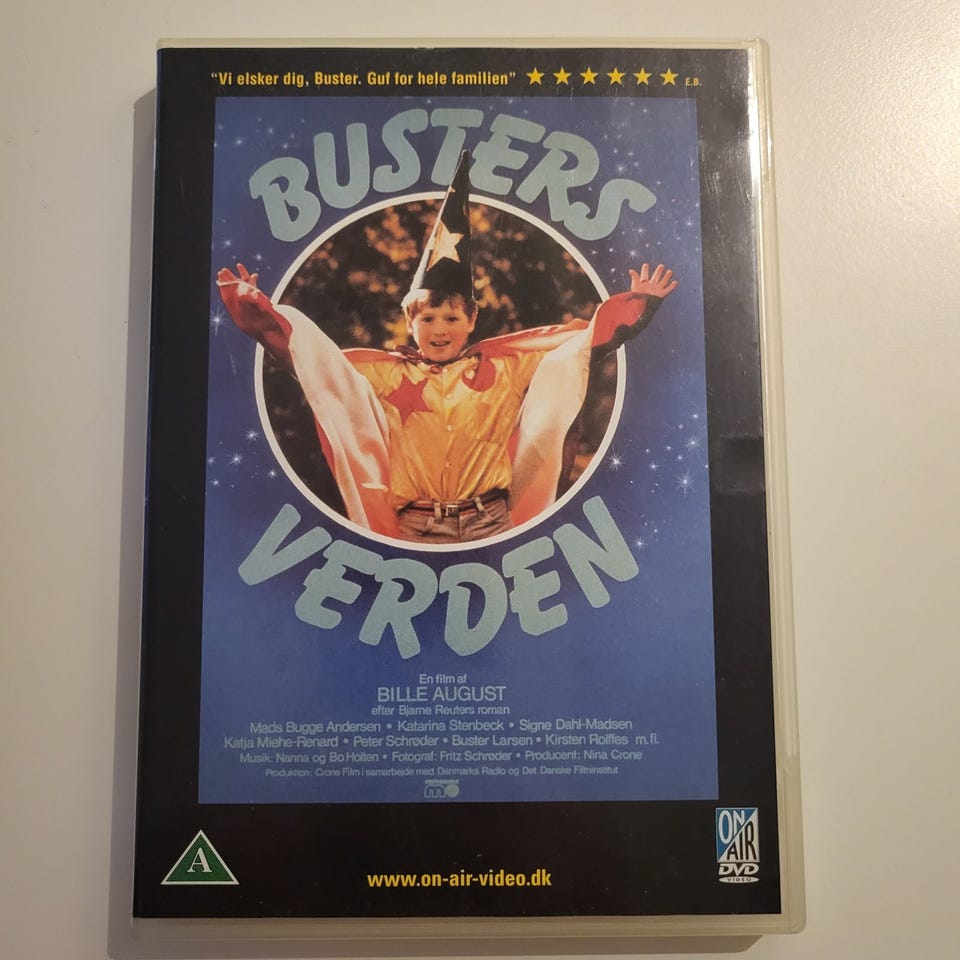 "Vi elsker dig, Buster. Guf for hele familien" ★★★★★★ E.B.
BUSTERS
VERDEN
En film af
BILLE AUGUST
efter Bjarne Reuters roman
Mads Bugge Andersen • Katarina Stenbeck • Signe Dahl-Madsen
Katja Miehe-Renard • Peter Schrøder • Buster Larsen • Kirsten Rolffes m.fl.
Musik: Nanna og Bo Holten • Fotograf: Fritz Schrøder • Producent: Nina Crone
Produktion: Crone Film i samarbejde med Danmarks Radio og Det Danske Filminstitut
A
www.on-air-video.dk
ON
AIR
DVD
VIDEO